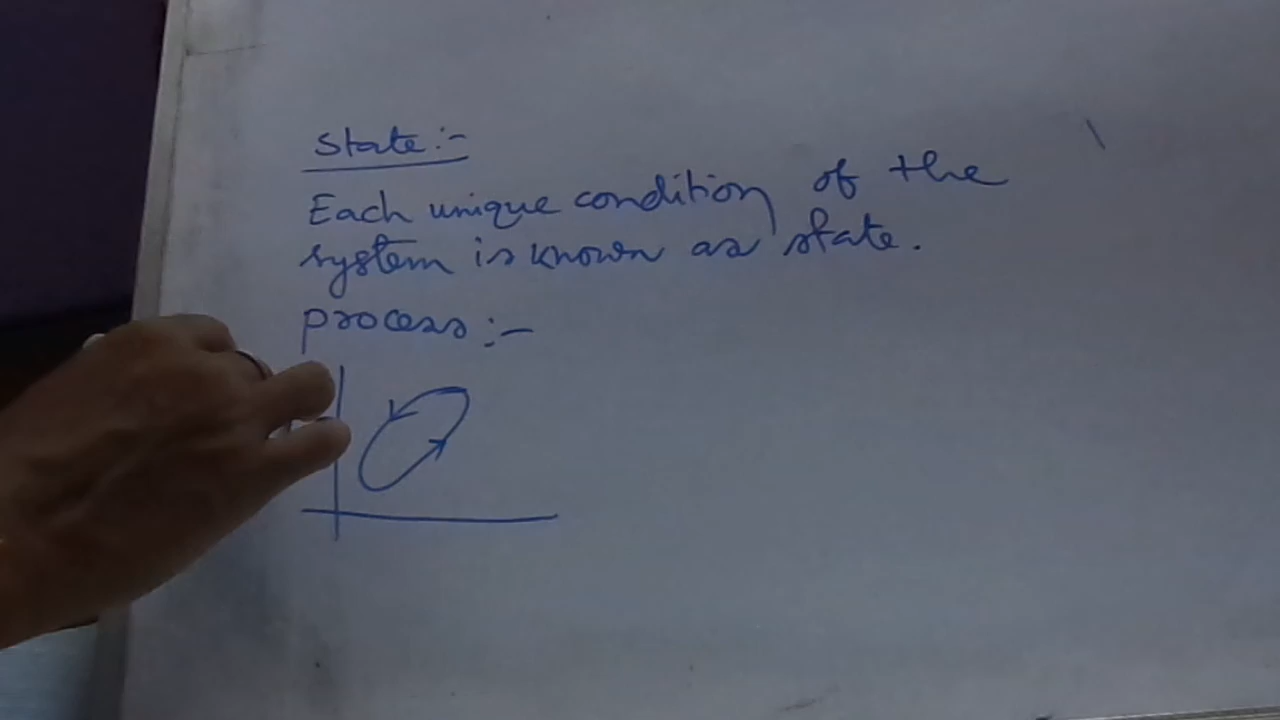 State:-
Each unique condition of the
system is known as state.
process:-